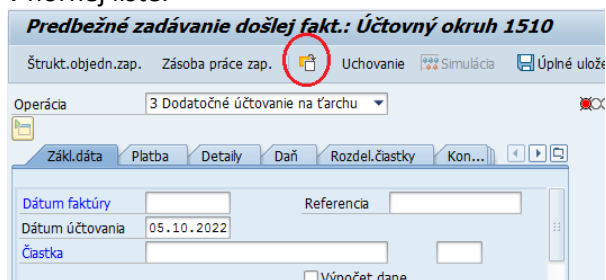 Predbežné zadávanie došlej fakt.: Účtovný okruh 1510
Štrukt.objedn.zap. Zásoba práce zap. Uchovanie Simulácia Úplné ulože
Operácia 3 Dodatočné účtovanie na ťarchu
Zákl.dáta Platba Detaily Daň Rozdel.čiastky Kon...
Dátum faktúry Referencia
Dátum účtovania 05.10.2022
Čiastka
Výpočet dane